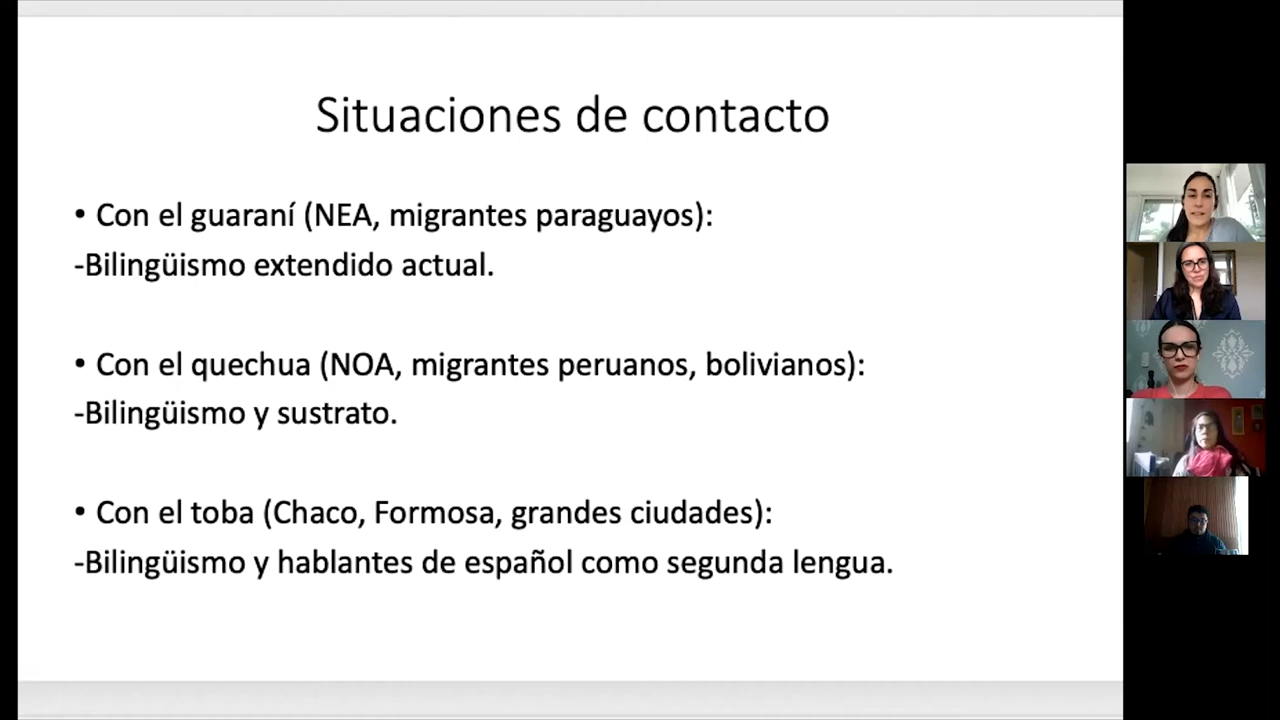 Situaciones de contacto
• Con el guaraní (NEA, migrantes paraguayos):
-Bilingüismo extendido actual.
• Con el quechua (NOA, migrantes peruanos, bolivianos):
-Bilingüismo y sustrato.
• Con el toba (Chaco, Formosa, grandes ciudades):
-Bilingüismo y hablantes de español como segunda lengua.